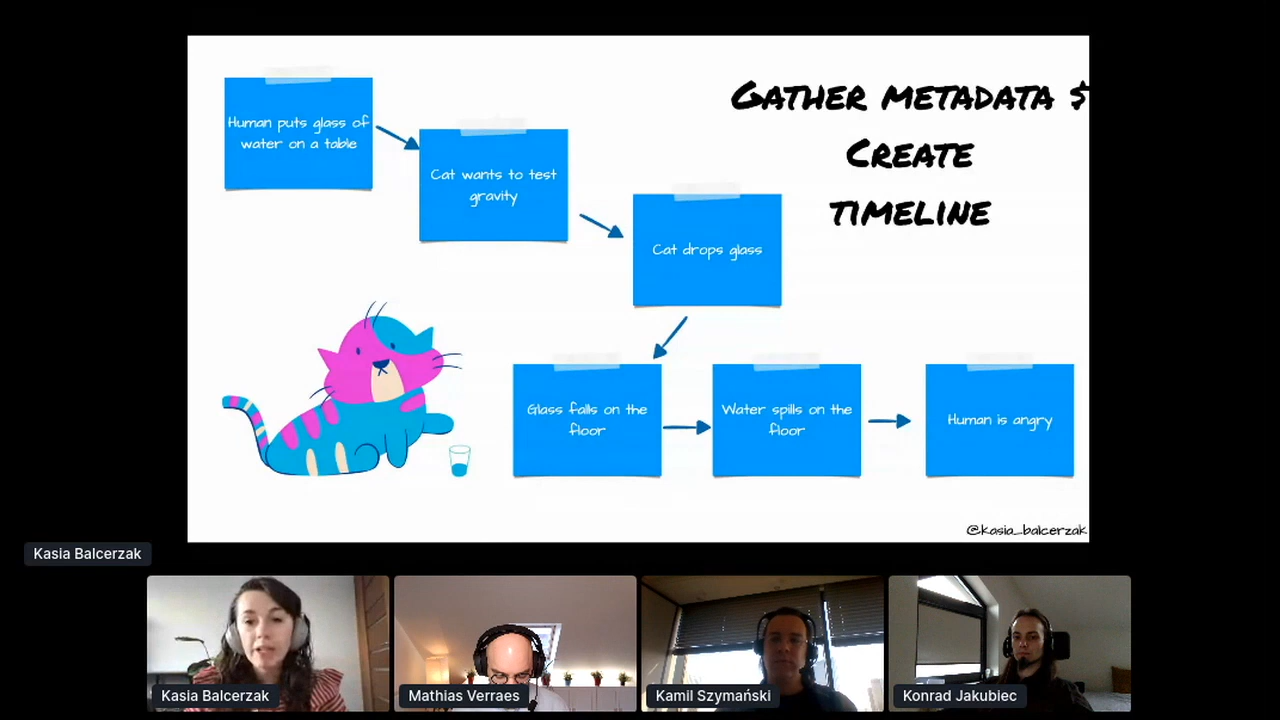 GATHER METADATA &
CREATE
TIMELINE
Human puts glass of
water on a table
Cat wants to test
gravity
Cat drops glass
Glass falls on the
floor
Water spills on the
floor
Human is angry
@kasia_balcerzak
Kasia Balcerzak
Kasia Balcerzak
Mathias Verraes
Kamil Szymański
Konrad Jakubiec